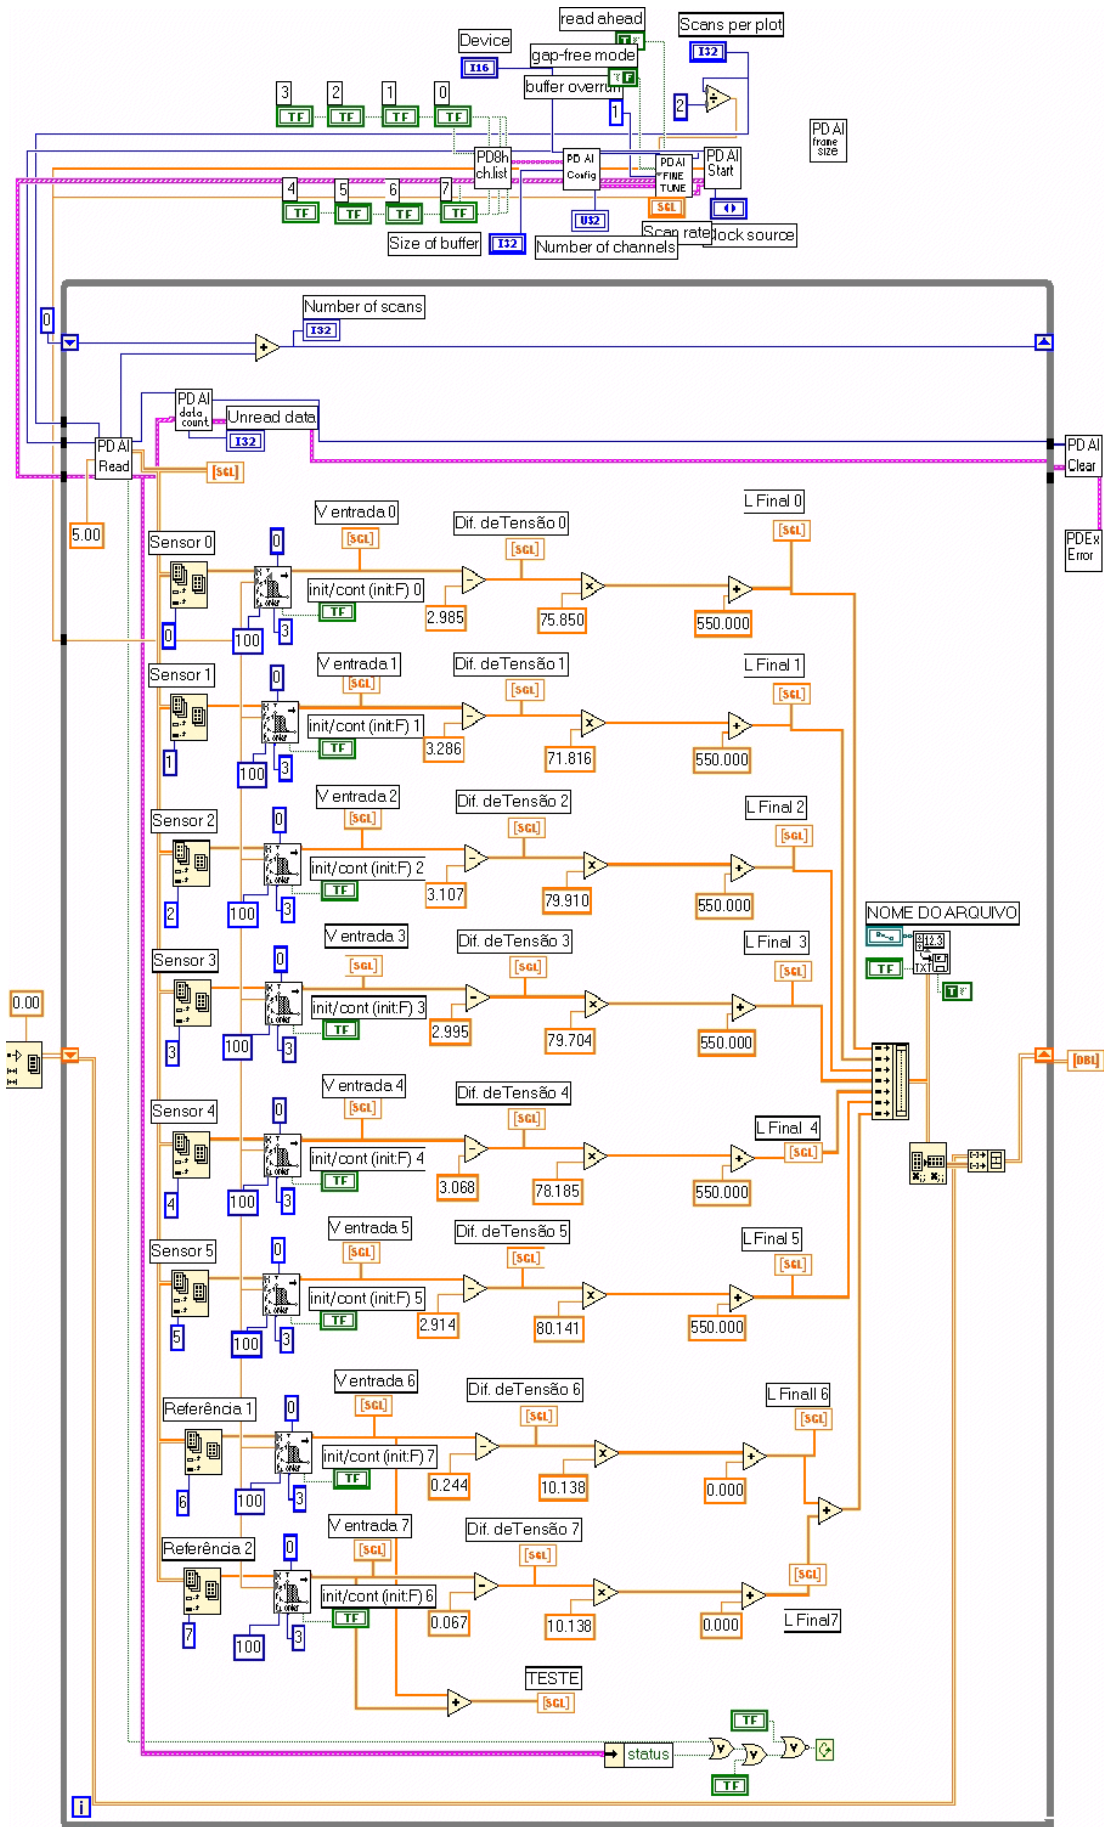 read ahead
Scans per plot
Device
T
I32
gap-free mode
I16
F
buffer overrun
3
2
1
0
1
2
TF
TF
TF
TF
PD AI
frame
size
PD8h
ch.list
PD AI
Config
PD AI
FINE
TUNE
PD AI
Start
4
5
6
7
TF
TF
TF
TF
SGL
U32
Size of buffer
I32
Number of channels
Scan rate
lock source
0
Number of scans
I32
PD AI
data
count
Unread data
I32
PD AI
Read
[SGL]
PD AI
Clear
5.00
PDEx
Error
Sensor 0
0
V entrada 0
[SGL]
Dif. de Tensão 0
[SGL]
L Final 0
[SGL]
init/cont (init:F) 0
TF
0
100
3
2.985
75.850
550.000
Sensor 1
0
V entrada 1
[SGL]
Dif. de Tensão 1
[SGL]
L Final 1
[SGL]
init/cont (init:F) 1
TF
1
100
3
3.286
71.816
550.000
Sensor 2
0
V entrada 2
[SGL]
Dif. de Tensão 2
[SGL]
L Final 2
[SGL]
init/cont (init:F) 2
TF
2
100
3
3.107
79.910
550.000
NOME DO ARQUIVO
12.3
TXT
TF
T
Sensor 3
0
V entrada 3
[SGL]
Dif. de Tensão 3
[SGL]
L Final 3
[SGL]
init/cont (init:F) 3
TF
3
100
3
2.995
79.704
550.000
0.00
[DBL]
Sensor 4
0
V entrada 4
[SGL]
Dif. de Tensão 4
[SGL]
L Final 4
[SGL]
init/cont (init:F) 4
TF
4
100
3
3.068
78.185
550.000
Sensor 5
0
V entrada 5
[SGL]
Dif. de Tensão 5
[SGL]
L Final 5
[SGL]
init/cont (init:F) 5
TF
5
100
3
2.914
80.141
550.000
Referência 1
0
V entrada 6
[SGL]
Dif. de Tensão 6
[SGL]
L Finall 6
[SGL]
init/cont (init:F) 7
TF
6
100
3
0.244
10.138
0.000
Referência 2
0
V entrada 7
[SGL]
Dif. de Tensão 7
[SGL]
[SGL]
L Final7
init/cont (init:F) 6
TF
7
100
3
0.067
10.138
0.000
TESTE
[SGL]
TF
status
TF
i